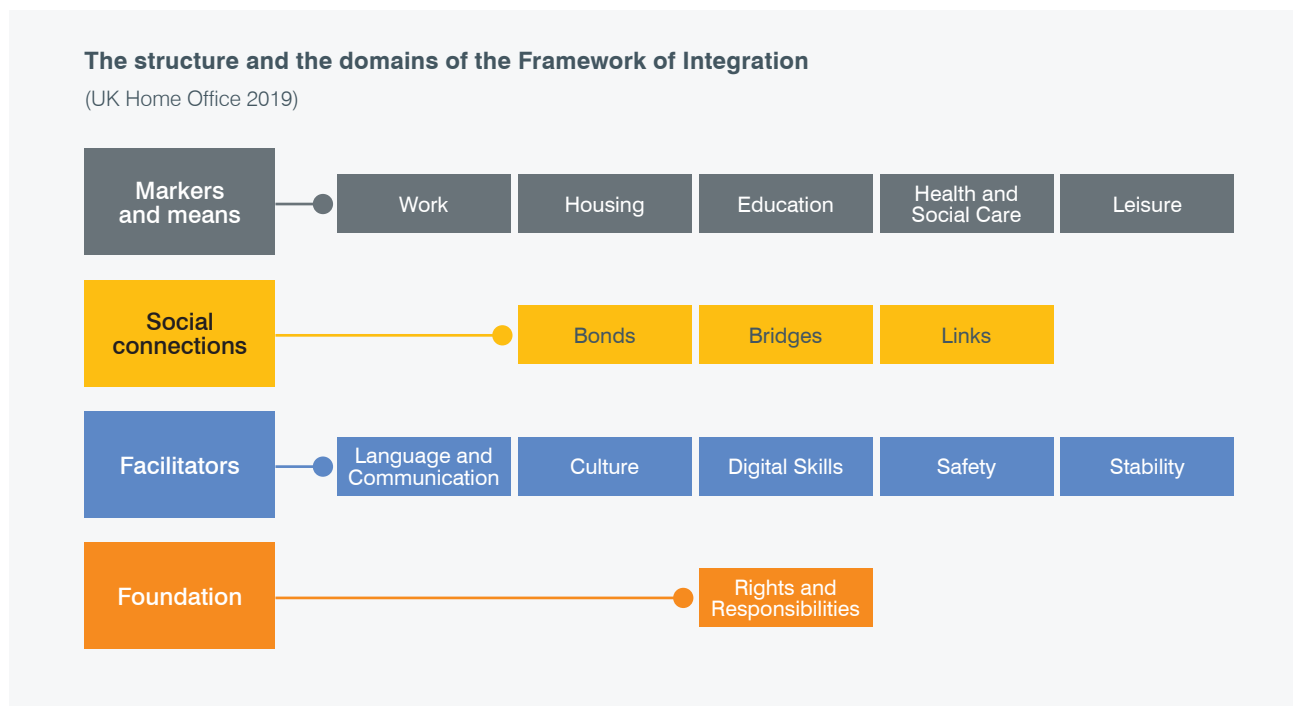 The structure and the domains of the Framework of Integration
(UK Home Office 2019)
Markers
and means
Work
Housing
Education
Health and
Social Care
Leisure
Social
connections
Bonds
Bridges
Links
Facilitators
Language and
Communication
Culture
Digital Skills
Safety
Stability
Foundation
Rights and
Responsibilities